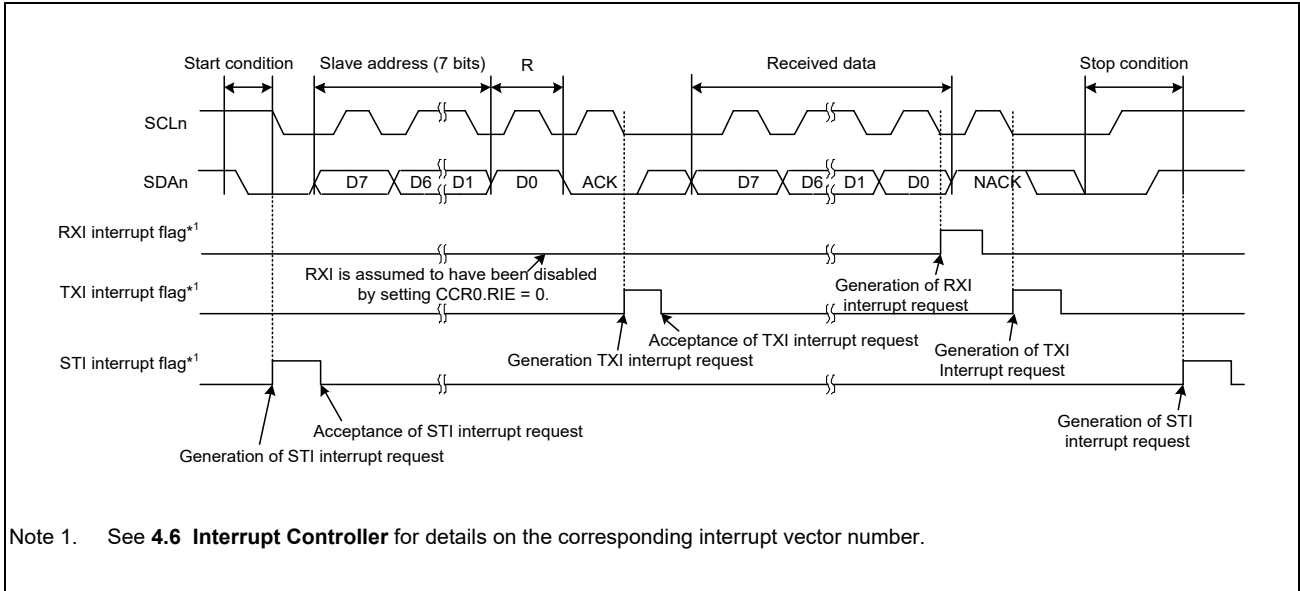 Start condition
Slave address (7 bits)
R
Received data
Stop condition
SCLn
SDAn
D7
D6
D1
D0
ACK
D7
D6
D1
D0
NACK
RXI interrupt flag*1
RXI is assumed to have been disabled
by setting CCR0.RIE = 0.
Generation of RXI
interrupt request
TXI interrupt flag*1
Acceptance of TXI interrupt request
Generation TXI interrupt request
Generation of TXI
Interrupt request
STI interrupt flag*1
Acceptance of STI interrupt request
Generation of STI interrupt request
Generation of STI
interrupt request
Note 1. See 4.6 Interrupt Controller for details on the corresponding interrupt vector number.